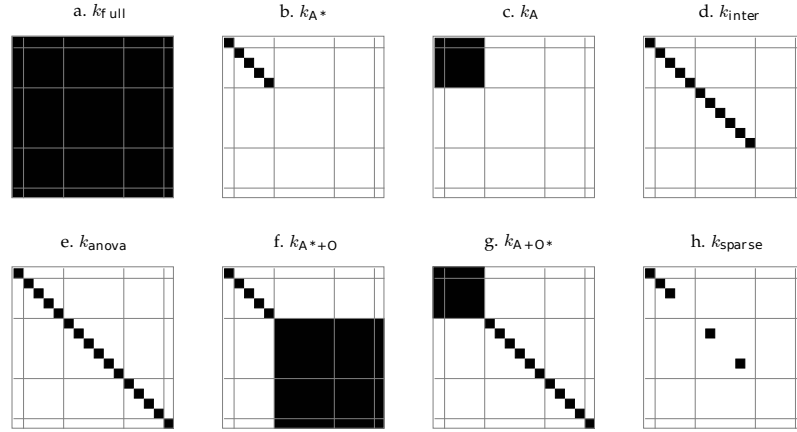 a. k_full
b. k_A*
c. k_A
d. k_inter
e. k_anova
f. k_A*+O
g. k_A+O*
h. k_sparse